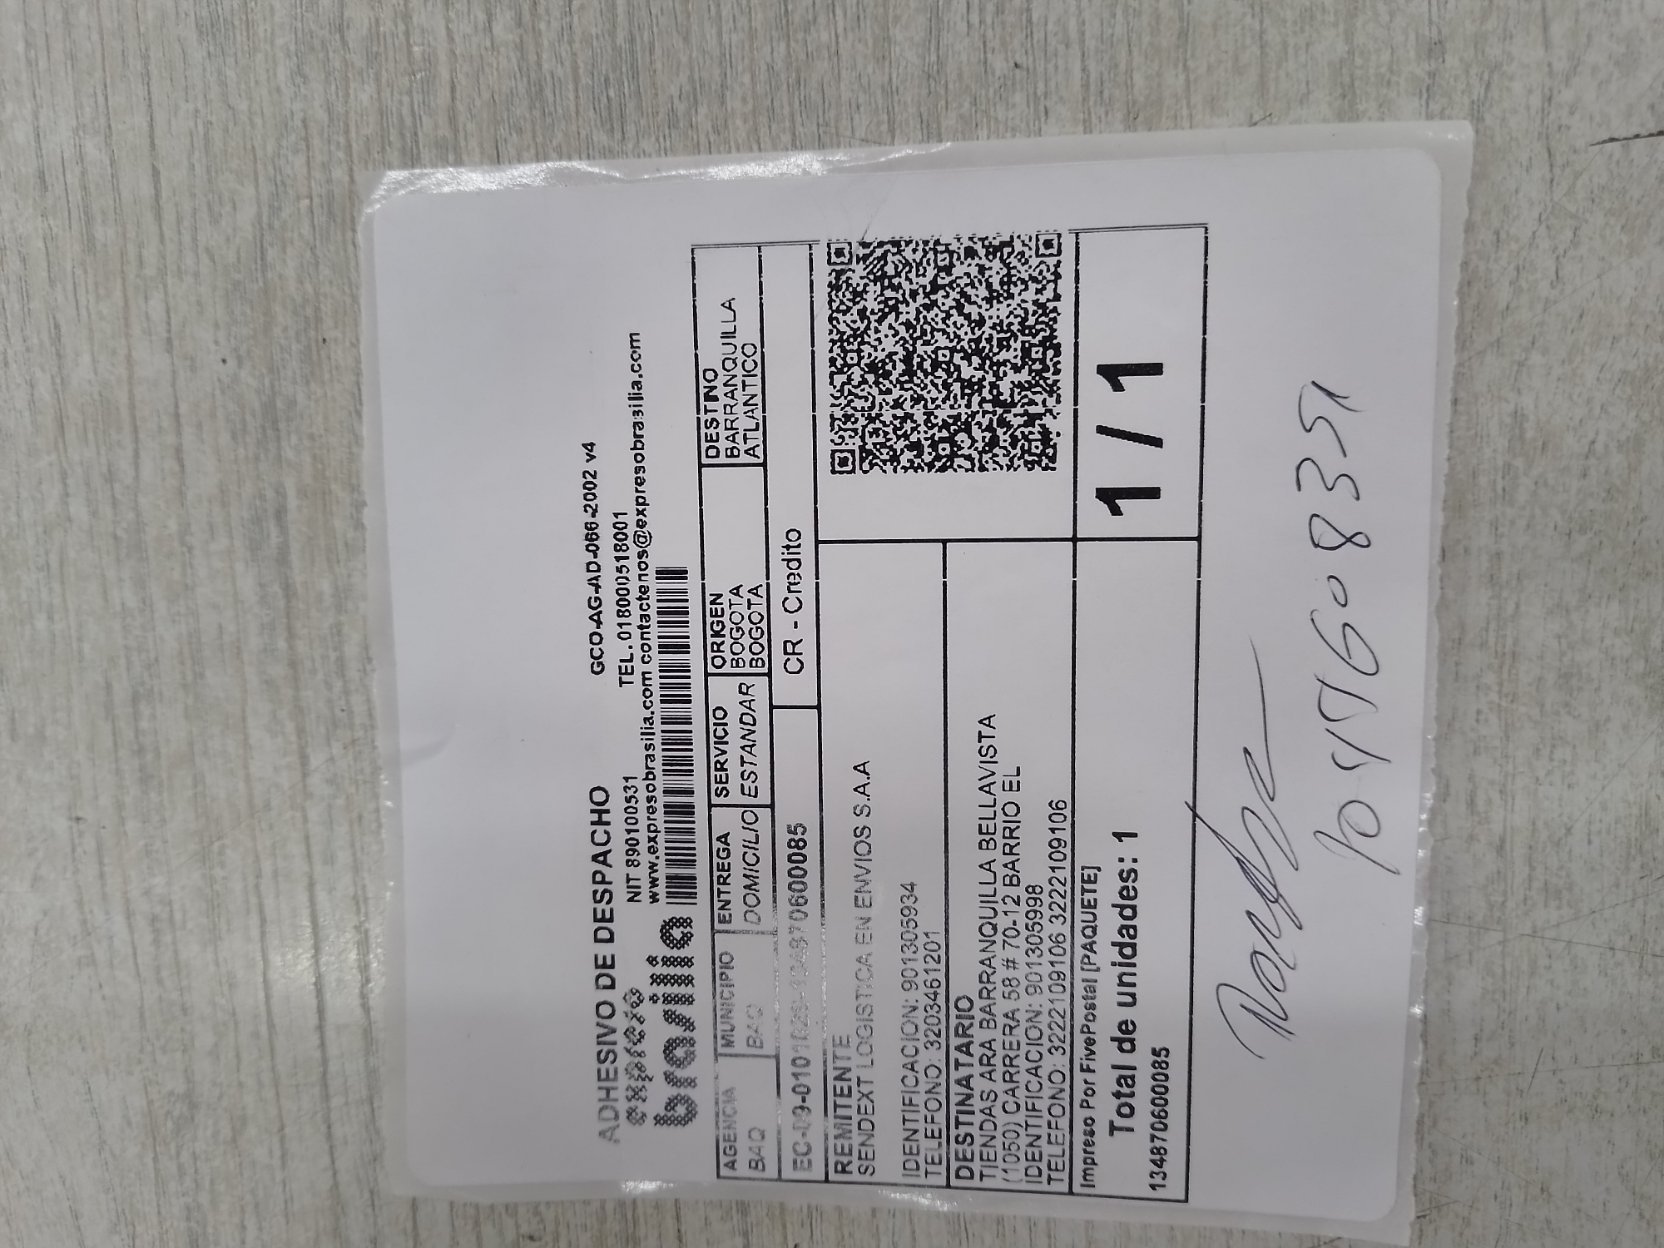 ADHESIVO DE DESPACHO
GCO-AG-AD-066-2002 v4
expreso
brasilia
NIT 890100531
TEL. 018000518001
www.expresobrasilia.com contactenos@expresobrasilia.com
AGENCIA MUNICIPIO ENTREGA SERVICIO ORIGEN DESTINO
BAQ BAQ DOMICILIO ESTANDAR BOGOTA BARRANQUILLA
BOGOTA ATLANTICO
CR - Credito
REMITENTE
SENDEXT LOGISTICA EN ENVIOS S.A.A
IDENTIFICACION: 901305934
TELEFONO: 3203461201
DESTINATARIO
TIENDAS ARA BARRANQUILLA BELLAVISTA
(1050) CARRERA 58 # 70-12 BARRIO EL
IDENTIFICACION: 901305998
TELEFONO: 3222109106 3222109106
Impreso Por FivePostal [PAQUETE]
Total de unidades: 1
1 / 1
134870600085